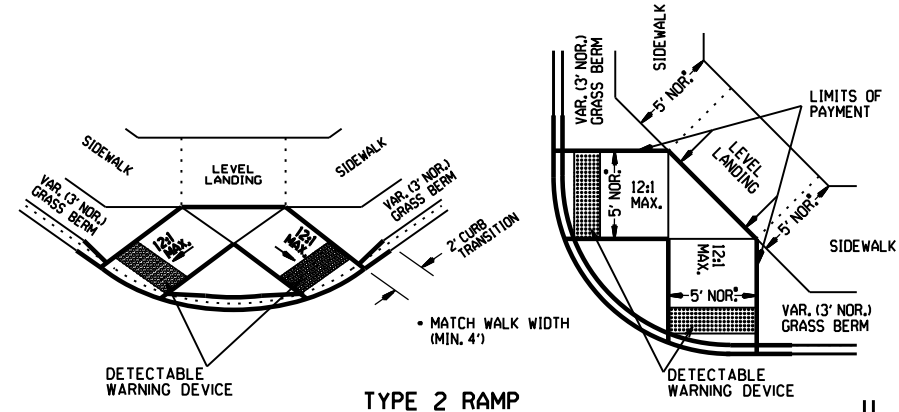 SIDEWALK
LEVEL
LANDING
SIDEWALK
VAR. (3' NOR.)
GRASS BERM
VAR. (3' NOR.)
GRASS BERM
12:1
MAX.
12:1
MAX.
2' CURB
TRANSITION
• MATCH WALK WIDTH
(MIN. 4')
DETECTABLE
WARNING DEVICE
TYPE 2 RAMP
VAR. (3' NOR.)
GRASS BERM
SIDEWALK
5' NOR.•
LIMITS OF
PAYMENT
LEVEL
LANDING
5' NOR.•
12:1
MAX.
5' NOR.•
SIDEWALK
12:1
MAX.
5' NOR.•
VAR. (3' NOR.)
GRASS BERM
DETECTABLE
WARNING DEVICE